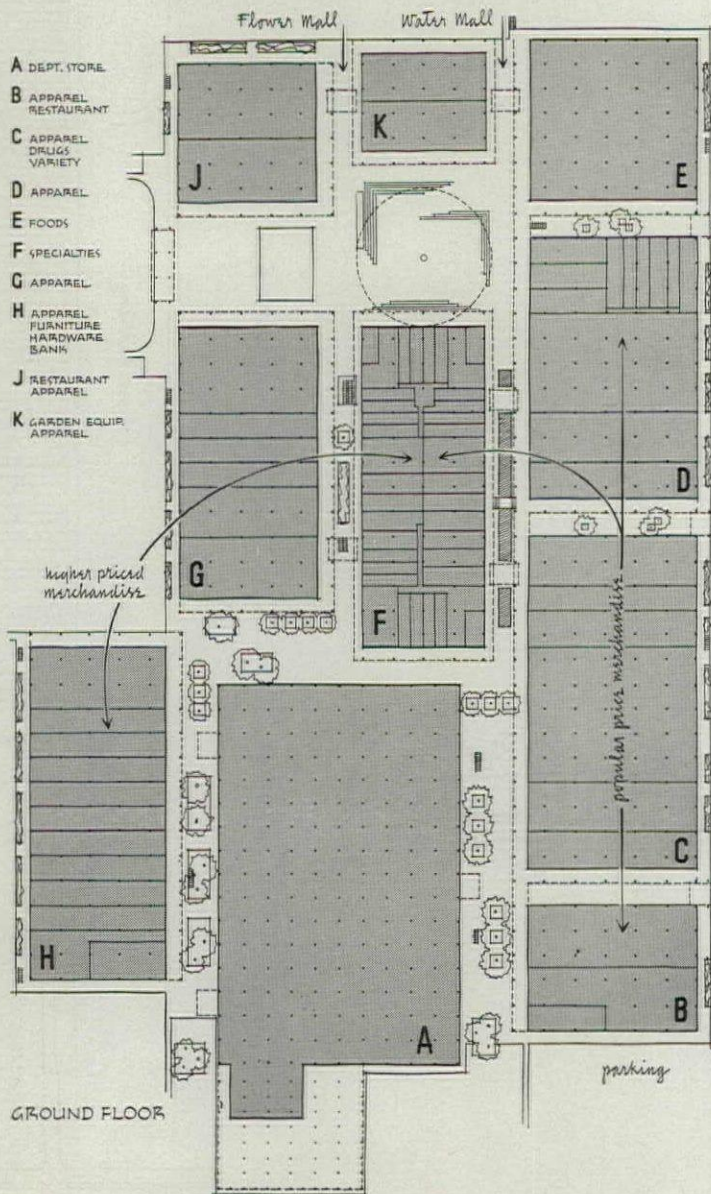 Flower Mall
Water Mall
A DEPT. STORE
B APPAREL
RESTAURANT
C APPAREL
DRUGS
VARIETY
D APPAREL
E FOODS
F SPECIALTIES
G APPAREL
H APPAREL
FURNITURE
HARDWARE
BANK
J RESTAURANT
APPAREL
K GARDEN EQUIP.
APPAREL
K
J
E
D
G
F
higher priced
merchandise
popular price merchandise
C
H
B
A
parking
GROUND FLOOR